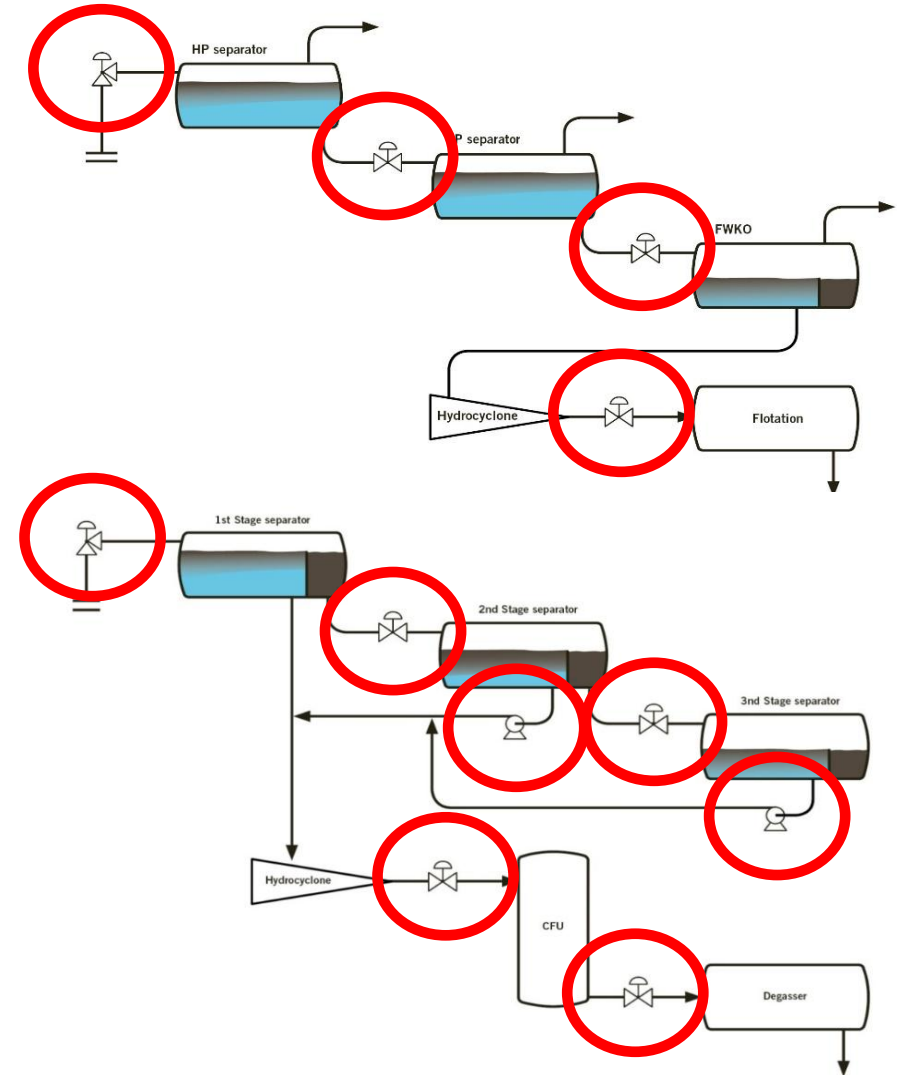 HP separator
P separator
FWKO
Hydrocyclone
Flotation
1st Stage separator
2nd Stage separator
3nd Stage separator
Hydrocyclone
CFU
Degasser